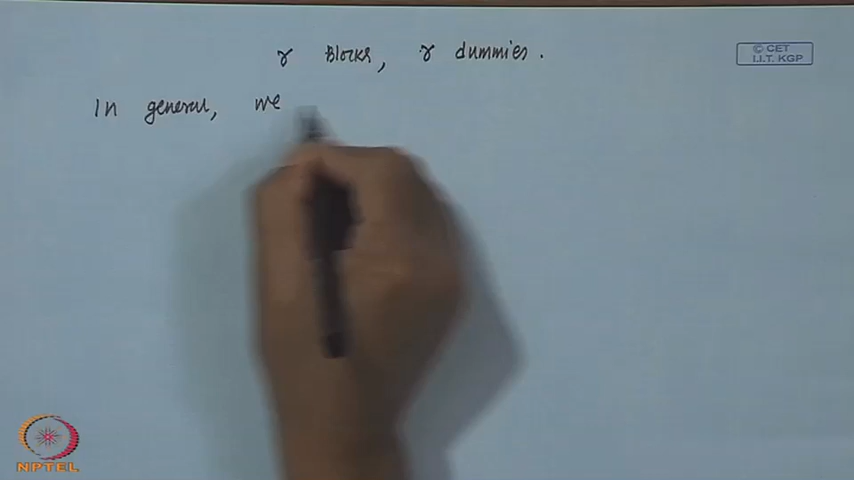 r Blocks, r dummies.
© CET
I.I.T. KGP
In general, we
NPTEL